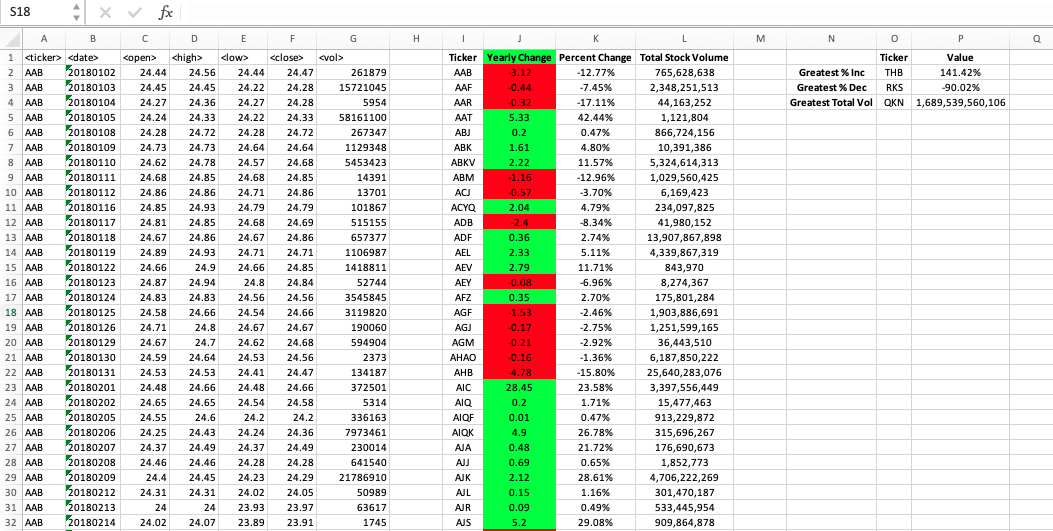 S18 fx
A B C D E F G H I J K L M N O P Q
1 <ticker> <date> <open> <high> <low> <close> <vol> Ticker Yearly Change Percent Change Total Stock Volume Ticker Value
2 AAB 20180102 24.44 24.56 24.44 24.47 261879 AAB -3.12 -12.77% 765,628,638 Greatest % Inc THB 141.42%
3 AAB 20180103 24.45 24.45 24.22 24.28 15721045 AAF -0.44 -7.45% 2,348,251,513 Greatest % Dec RKS -90.02%
4 AAB 20180104 24.27 24.36 24.27 24.28 5954 AAR -0.32 -17.11% 44,163,252 Greatest Total Vol QKN 1,689,539,560,106
5 AAB 20180105 24.24 24.33 24.22 24.33 58161100 AAT 5.33 42.44% 1,121,804
6 AAB 20180108 24.28 24.72 24.28 24.72 267347 ABJ 0.2 0.47% 866,724,156
7 AAB 20180109 24.73 24.73 24.64 24.64 1129348 ABK 1.61 4.80% 10,391,386
8 AAB 20180110 24.62 24.78 24.57 24.68 5453423 ABKV 2.22 11.57% 5,324,614,313
9 AAB 20180111 24.68 24.85 24.68 24.85 14391 ABM -1.16 -12.96% 1,029,560,425
10 AAB 20180112 24.86 24.86 24.71 24.86 13701 ACJ -0.57 -3.70% 6,169,423
11 AAB 20180116 24.85 24.93 24.79 24.79 101867 ACYQ 2.04 4.79% 234,097,825
12 AAB 20180117 24.81 24.85 24.68 24.69 515155 ADB -2.4 -8.34% 41,980,152
13 AAB 20180118 24.67 24.86 24.67 24.86 657377 ADF 0.36 2.74% 13,907,867,898
14 AAB 20180119 24.89 24.93 24.71 24.71 1106987 AEL 2.33 5.11% 4,339,867,319
15 AAB 20180122 24.66 24.9 24.66 24.85 1418811 AEV 2.79 11.71% 843,970
16 AAB 20180123 24.87 24.94 24.8 24.84 52744 AEY -0.08 -6.96% 8,274,367
17 AAB 20180124 24.83 24.83 24.56 24.56 3545845 AFZ 0.35 2.70% 175,801,284
18 AAB 20180125 24.58 24.66 24.54 24.66 3119820 AGF -1.53 -2.46% 1,903,886,691
19 AAB 20180126 24.71 24.8 24.67 24.67 190060 AGJ -0.17 -2.75% 1,251,599,165
20 AAB 20180129 24.67 24.7 24.62 24.68 594904 AGM -0.21 -2.92% 36,443,510
21 AAB 20180130 24.59 24.64 24.53 24.56 2373 AHAO -0.16 -1.36% 6,187,850,222
22 AAB 20180131 24.53 24.53 24.41 24.47 134187 AHB -4.78 -15.80% 25,640,283,076
23 AAB 20180201 24.48 24.66 24.48 24.66 372501 AIC 28.45 23.58% 3,397,556,449
24 AAB 20180202 24.65 24.65 24.54 24.58 5314 AIQ 0.2 1.71% 15,477,463
25 AAB 20180205 24.55 24.6 24.2 24.2 336163 AIQF 0.01 0.47% 913,229,872
26 AAB 20180206 24.25 24.43 24.24 24.36 7973461 AIQK 4.9 26.78% 315,696,267
27 AAB 20180207 24.37 24.49 24.37 24.49 230014 AJA 0.48 21.72% 176,690,673
28 AAB 20180208 24.46 24.46 24.28 24.28 641540 AJJ 0.69 0.65% 1,852,773
29 AAB 20180209 24.4 24.45 24.23 24.29 21786910 AJK 2.12 28.61% 4,706,222,269
30 AAB 20180212 24.31 24.31 24.02 24.05 50989 AJL 0.15 1.16% 301,470,187
31 AAB 20180213 24 24 23.93 23.97 63617 AJR 0.09 0.49% 533,445,954
32 AAB 20180214 24.02 24.07 23.89 23.91 1745 AJS 5.2 29.08% 909,864,878